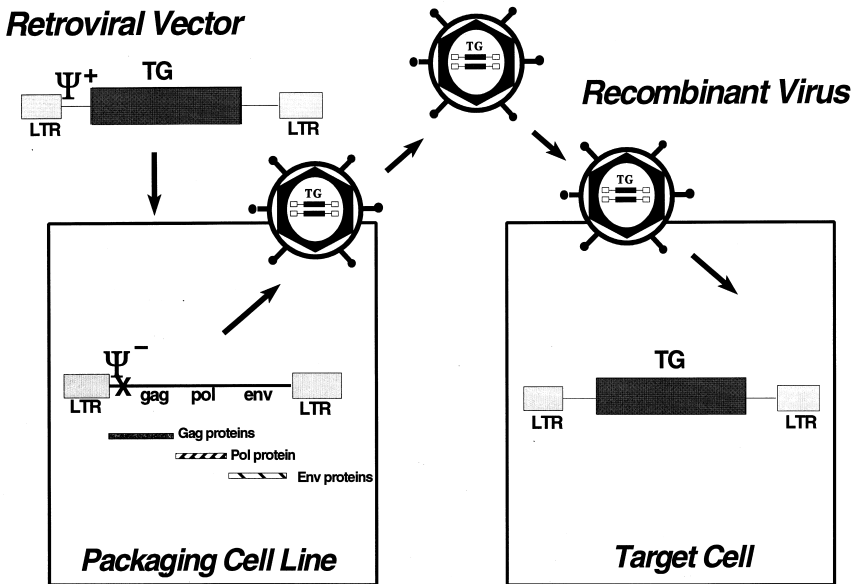 Retroviral Vector
Ψ+
TG
LTR
LTR
TG
Recombinant Virus
TG
TG
Ψ−
X
gag
pol
env
LTR
LTR
Gag proteins
Pol protein
Env proteins
Packaging Cell Line
TG
LTR
LTR
Target Cell